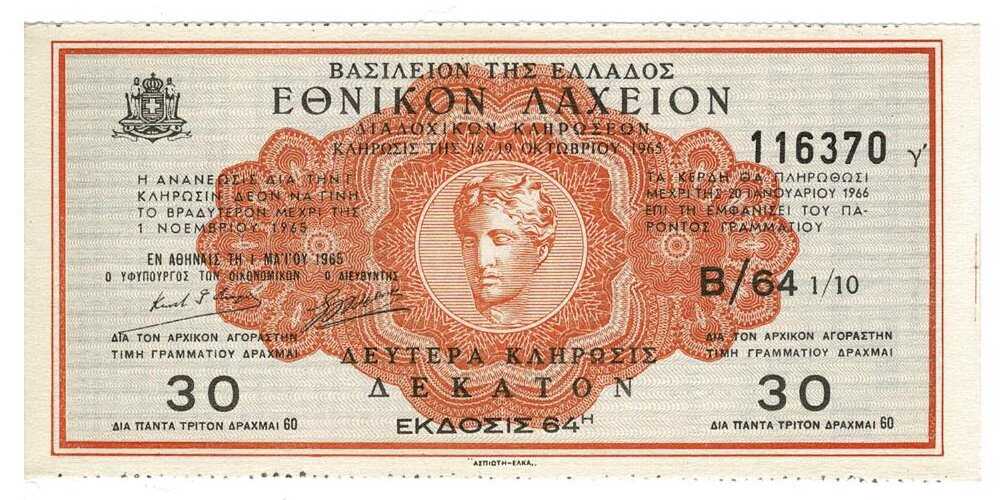 ΒΑΣΙΛΕΙΟΝ ΤΗΣ ΕΛΛΑΔΟΣ
ΕΘΝΙΚΟΝ ΛΑΧΕΙΟΝ
ΔΙΑΔΟΧΙΚΩΝ ΚΛΗΡΩΣΕΩΝ
ΚΛΗΡΩΣΙΣ ΤΗΣ 18-19 ΟΚΤΩΒΡΙΟΥ 1965
116370 γ'
Η ΑΝΑΝΕΩΣΙΣ ΔΙΑ ΤΗΝ Γ'
ΚΛΗΡΩΣΙΝ ΔΕΟΝ ΝΑ ΓΙΝΗ
ΤΟ ΒΡΑΔΥΤΕΡΟΝ ΜΕΧΡΙ ΤΗΣ
1 ΝΟΕΜΒΡΙΟΥ 1965
ΤΑ ΚΕΡΔΗ ΘΑ ΠΛΗΡΩΘΩΣΙ
ΜΕΧΡΙ ΤΗΣ 20 ΙΑΝΟΥΑΡΙΟΥ 1966
ΕΠΙ ΤΗ ΕΜΦΑΝΙΣΕΙ ΤΟΥ ΠΑ-
ΡΟΝΤΟΣ ΓΡΑΜΜΑΤΙΟΥ
ΕΝ ΑΘΗΝΑΙΣ ΤΗ 1 ΜΑΪΟΥ 1965
Ο ΥΦΥΠΟΥΡΓΟΣ ΤΩΝ ΟΙΚΟΝΟΜΙΚΩΝ Ο ΔΙΕΥΘΥΝΤΗΣ
Β/64 1/10
ΔΙΑ ΤΟΝ ΑΡΧΙΚΟΝ ΑΓΟΡΑΣΤΗΝ
ΤΙΜΗ ΓΡΑΜΜΑΤΙΟΥ ΔΡΑΧΜΑΙ
30
ΔΙΑ ΠΑΝΤΑ ΤΡΙΤΟΝ ΔΡΑΧΜΑΙ 60
ΔΕΥΤΕΡΑ ΚΛΗΡΩΣΙΣ
ΔΕΚΑΤΟΝ
ΕΚΔΟΣΙΣ 64Η
ΔΙΑ ΤΟΝ ΑΡΧΙΚΟΝ ΑΓΟΡΑΣΤΗΝ
ΤΙΜΗ ΓΡΑΜΜΑΤΙΟΥ ΔΡΑΧΜΑΙ
30
ΔΙΑ ΠΑΝΤΑ ΤΡΙΤΟΝ ΔΡΑΧΜΑΙ 60
"ΑΣΠΙΩΤΗ-ΕΛΚΑ,,